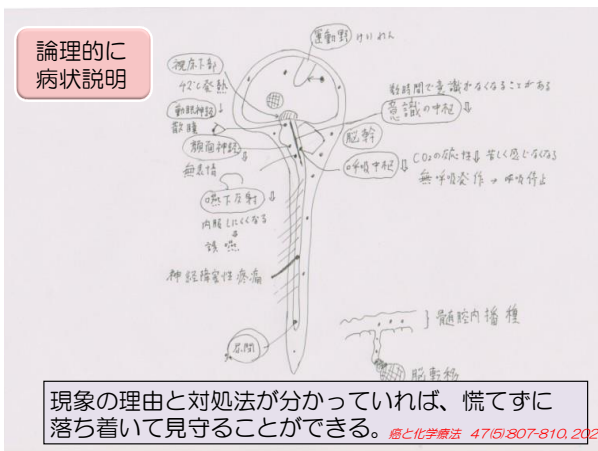 論理的に
病状説明
運動野 けいれん
視床下部
ケズレ発熱
動眼神経↓
散瞳
顔面神経
↓
無表情
嚥下反射↓
内服しにくくなる
↓
誤嚥
神経障害性疼痛
脳幹
数時間で意識がなくなることがある
意識の中枢↓
呼吸中枢↓ CO₂の反応性↓ 苦しく感じなくなる
無呼吸発作→呼吸停止
} 髄腔内播種
脳転移
現象の理由と対処法が分かっていれば、慌てずに
落ち着いて見守ることができる。
癌と化学療法 47(5)807-810, 202